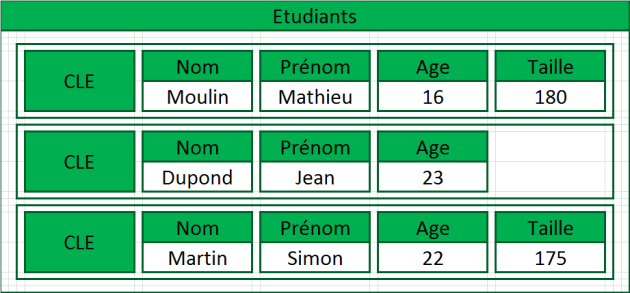 Etudiants
CLE Nom Prénom Age Taille
Moulin Mathieu 16 180
CLE Nom Prénom Age
Dupond Jean 23
CLE Nom Prénom Age Taille
Martin Simon 22 175